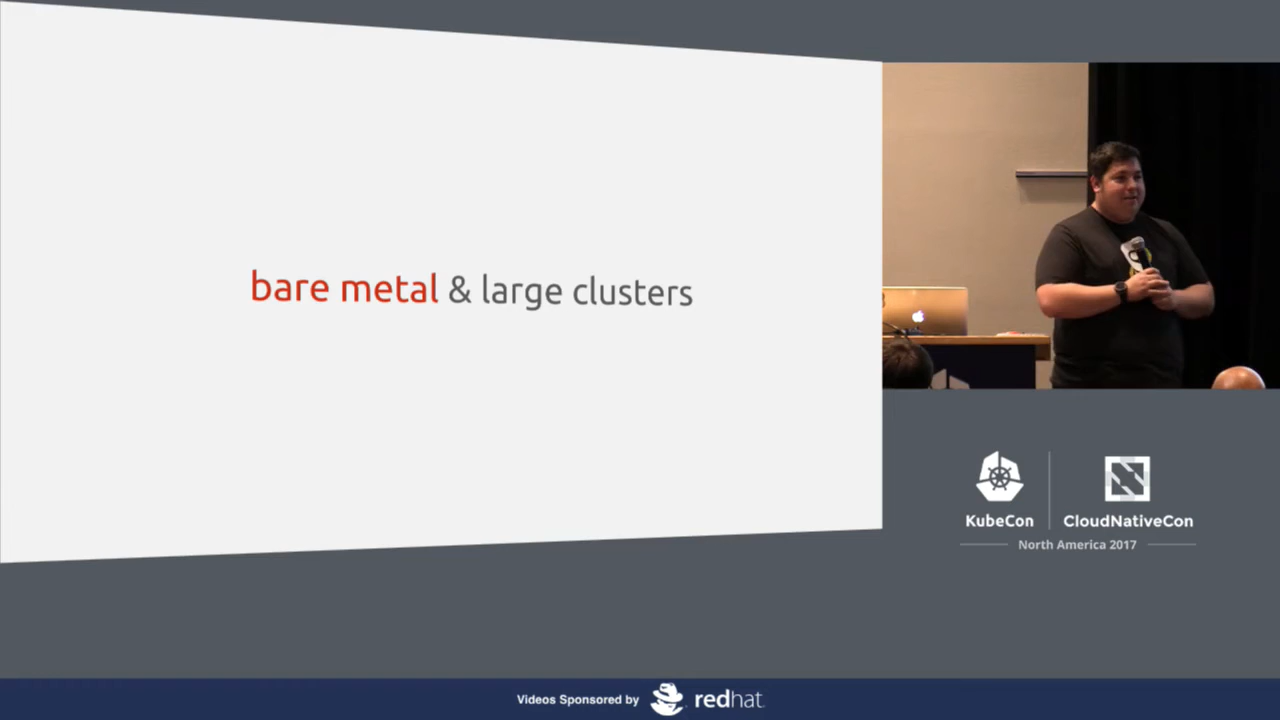 bare metal & large clusters
KubeCon
CloudNativeCon
North America 2017
Videos Sponsored by redhat.